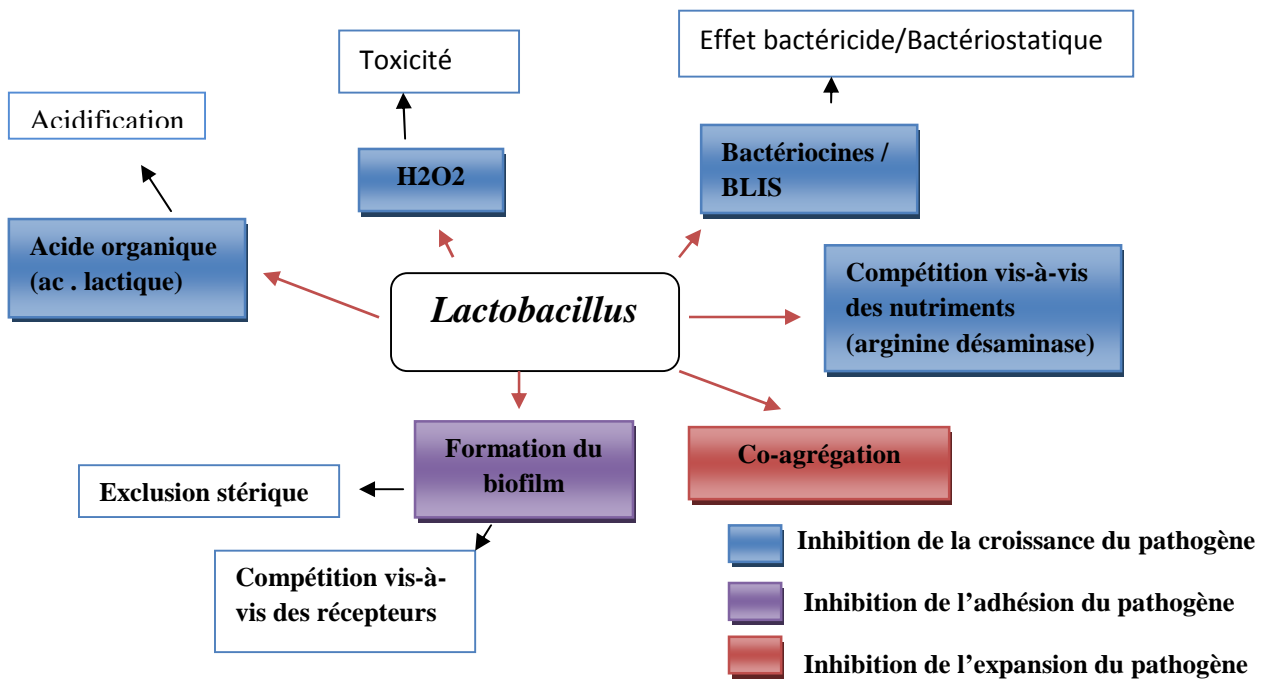 Effet bactéricide/Bactériostatique
Toxicité
Acidification
Bactériocines /
BLIS
H2O2
Acide organique
(ac . lactique)
Compétition vis-à-vis
des nutriments
(arginine désaminase)
Lactobacillus
Formation du
biofilm
Co-agrégation
Exclusion stérique
Compétition vis-à-
vis des récepteurs
Inhibition de la croissance du pathogène
Inhibition de l’adhésion du pathogène
Inhibition de l’expansion du pathogène